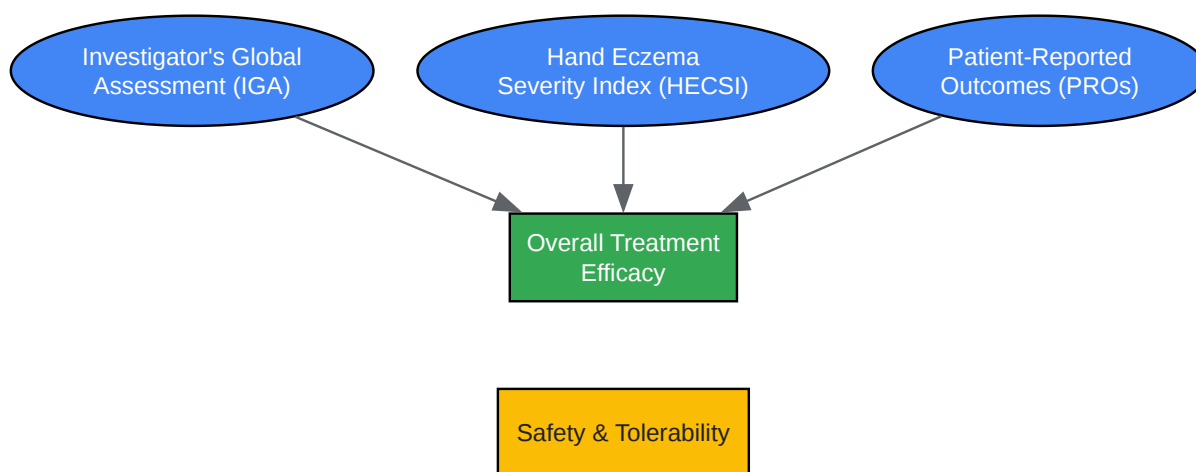 Investigator's Global
Assessment (IGA)
Hand Eczema
Severity Index (HECSI)
Patient-Reported
Outcomes (PROs)
Overall Treatment
Efficacy
Safety & Tolerability